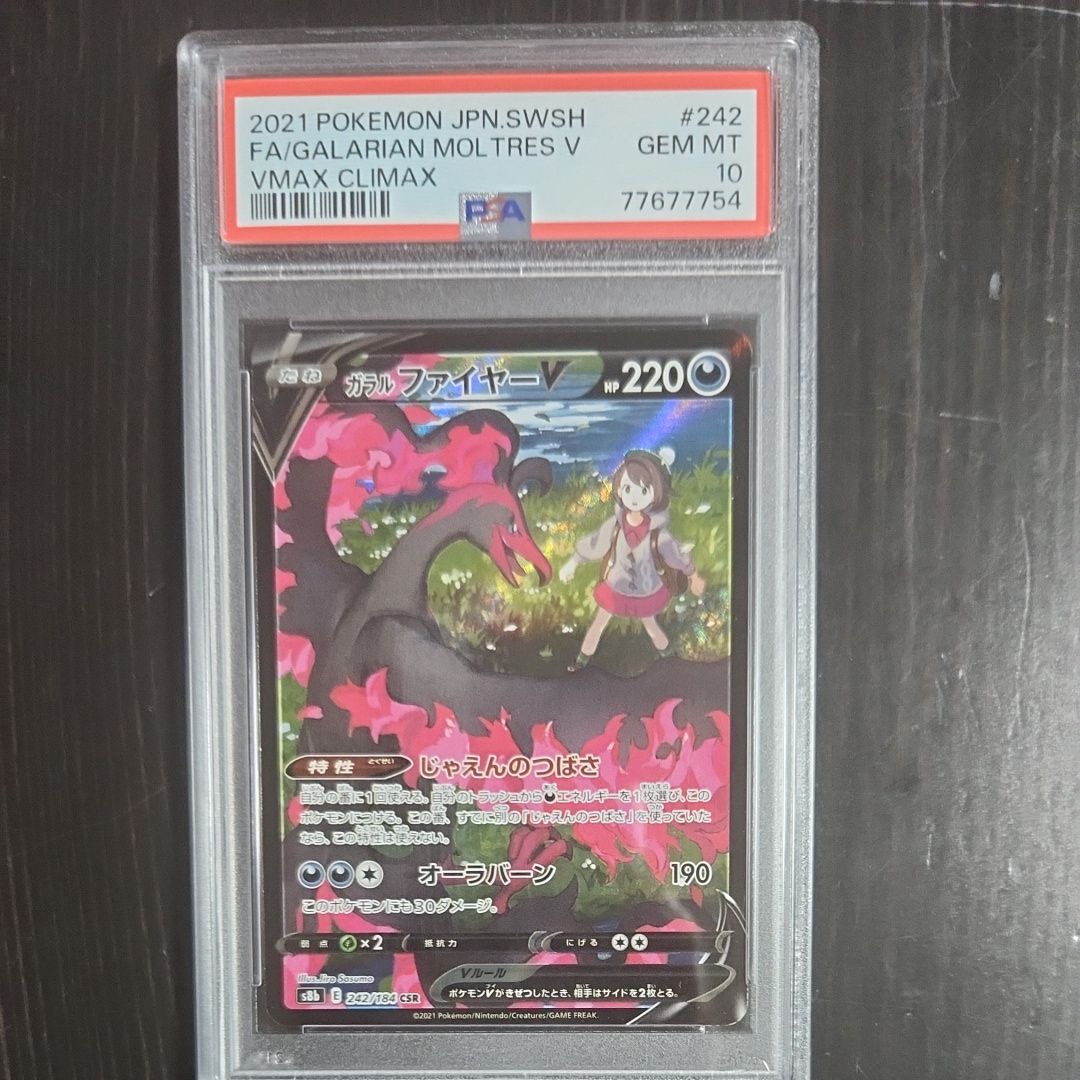 2021 POKEMON JPN.SWSH #242
FA/GALARIAN MOLTRES V GEM MT
VMAX CLIMAX 10
PSA 77677754
たね ガラル ファイヤーV HP 220
特性 とくせい じゃえんのつばさ
自分の番に1回使える。自分のトラッシュからエネルギーを1枚選び、この
ポケモンにつける。この番、すでに別の「じゃえんのつばさ」を使っていた
なら、この特性は使えない。
オーラバーン 190
このポケモンにも30ダメージ。
弱点 ×2 抵抗力 にげる
Illus. Jiro Sasumo
Vルール
s8b E 242/184 CSR
ポケモンVがきぜつしたとき、相手はサイドを2枚とる。
©2021 Pokémon/Nintendo/Creatures/GAME FREAK.